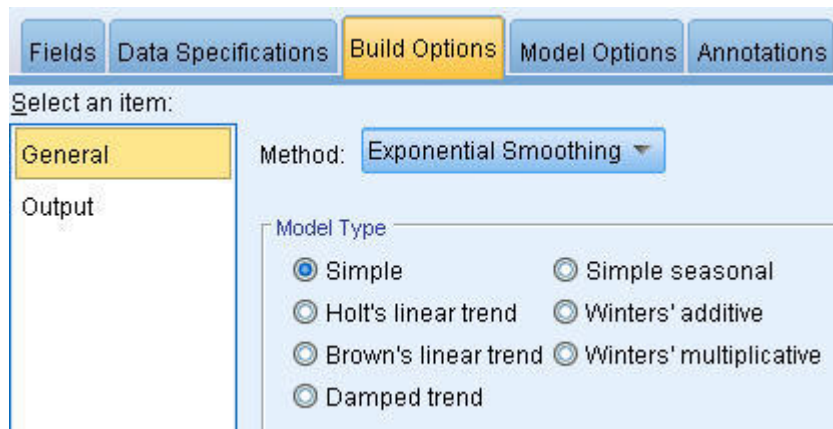 Fields Data Specifications Build Options Model Options Annotations
Select an item:
General
Output
Method: Exponential Smoothing
Model Type
Simple
Simple seasonal
Holt's linear trend
Winters' additive
Brown's linear trend
Winters' multiplicative
Damped trend